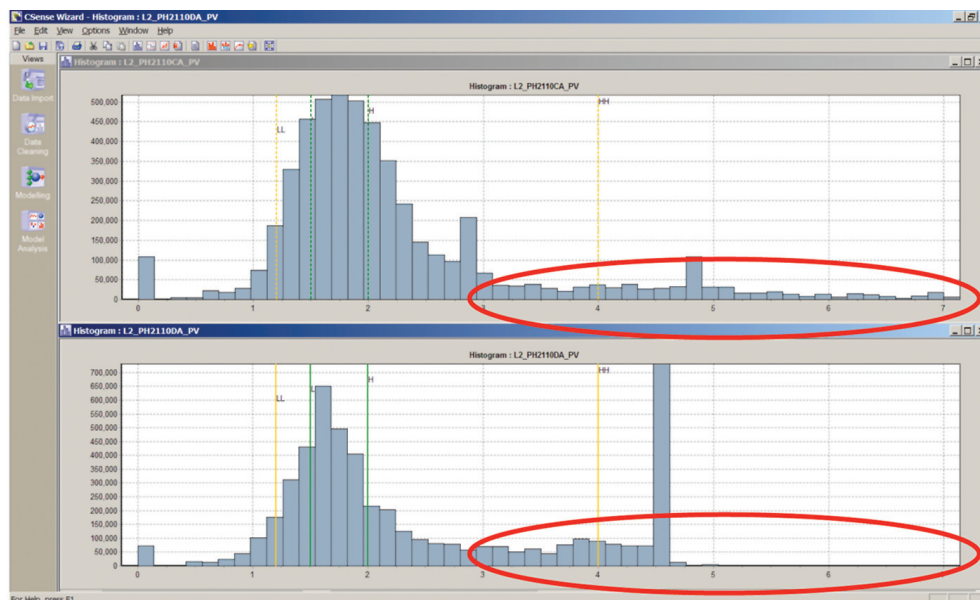 CSense Wizard - Histogram : L2_PH2110DA_PV
File Edit View Options Window Help
Views
Data Import
Data Cleaning
Modelling
Model Analysis
Histogram : L2_PH2110CA_PV
Histogram : L2_PH2110CA_PV
500,000
450,000
400,000
350,000
300,000
250,000
200,000
150,000
100,000
50,000
0
LL
H
HH
0 1 2 3 4 5 6 7
Histogram : L2_PH2110DA_PV
Histogram : L2_PH2110DA_PV
700,000
650,000
600,000
550,000
500,000
450,000
400,000
350,000
300,000
250,000
200,000
150,000
100,000
50,000
0
LL
L
H
HH
0 1 2 3 4 5 6
For Help, press F1